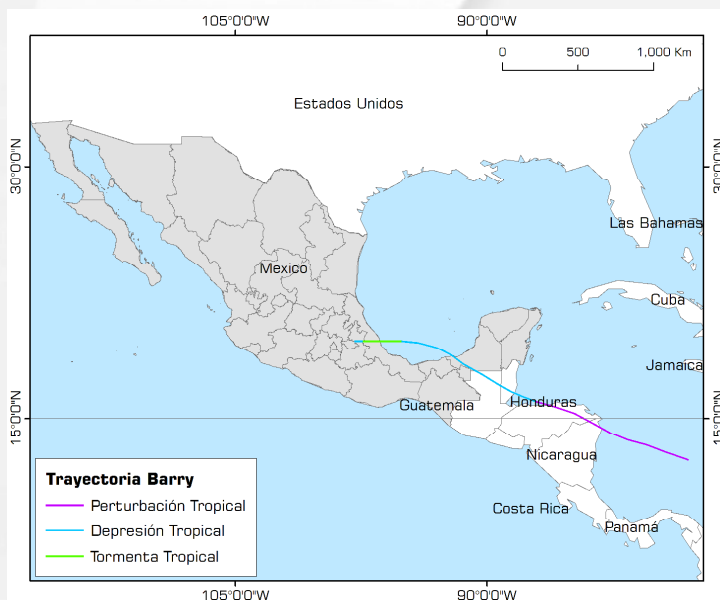 105°0'0"W
90°0'0"W
0 500 1,000 Km
Estados Unidos
30°0'0"N
30°0'0"N
Las Bahamas
Mexico
Cuba
Jamaica
Guatemala
Honduras
15°0'0"N
15°0'0"N
Nicaragua
Costa Rica
Panamá
Trayectoria Barry
Perturbación Tropical
Depresión Tropical
Tormenta Tropical
105°0'0"W
90°0'0"W